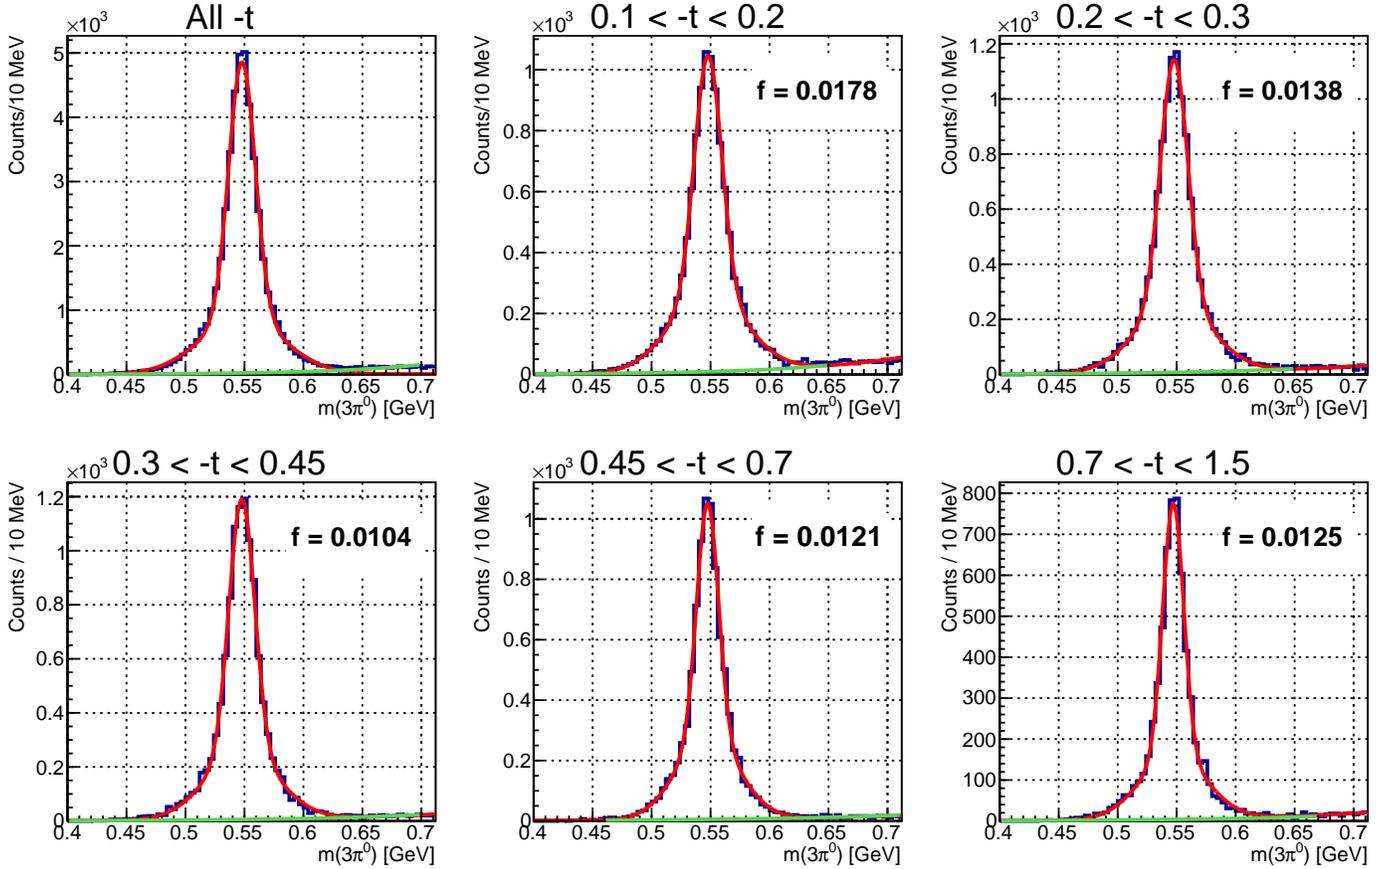 All -t
×10³
Counts/10 MeV
5
4
3
2
1
0
0.4 0.45 0.5 0.55 0.6 0.65 0.7
m(3π⁰) [GeV]
0.1 < -t < 0.2
×10³
Counts/10 MeV
f = 0.0178
1
0.8
0.6
0.4
0.2
0
0.4 0.45 0.5 0.55 0.6 0.65 0.7
m(3π⁰) [GeV]
0.2 < -t < 0.3
×10³
Counts/10 MeV
f = 0.0138
1.2
1
0.8
0.6
0.4
0.2
0
0.4 0.45 0.5 0.55 0.6 0.65 0.7
m(3π⁰) [GeV]
0.3 < -t < 0.45
×10³
Counts / 10 MeV
f = 0.0104
1.2
1
0.8
0.6
0.4
0.2
0
0.4 0.45 0.5 0.55 0.6 0.65 0.7
m(3π⁰) [GeV]
0.45 < -t < 0.7
×10³
Counts / 10 MeV
f = 0.0121
1
0.8
0.6
0.4
0.2
0
0.4 0.45 0.5 0.55 0.6 0.65 0.7
m(3π⁰) [GeV]
0.7 < -t < 1.5
Counts / 10 MeV
f = 0.0125
800
700
600
500
400
300
200
100
0
0.4 0.45 0.5 0.55 0.6 0.65 0.7
m(3π⁰) [GeV]